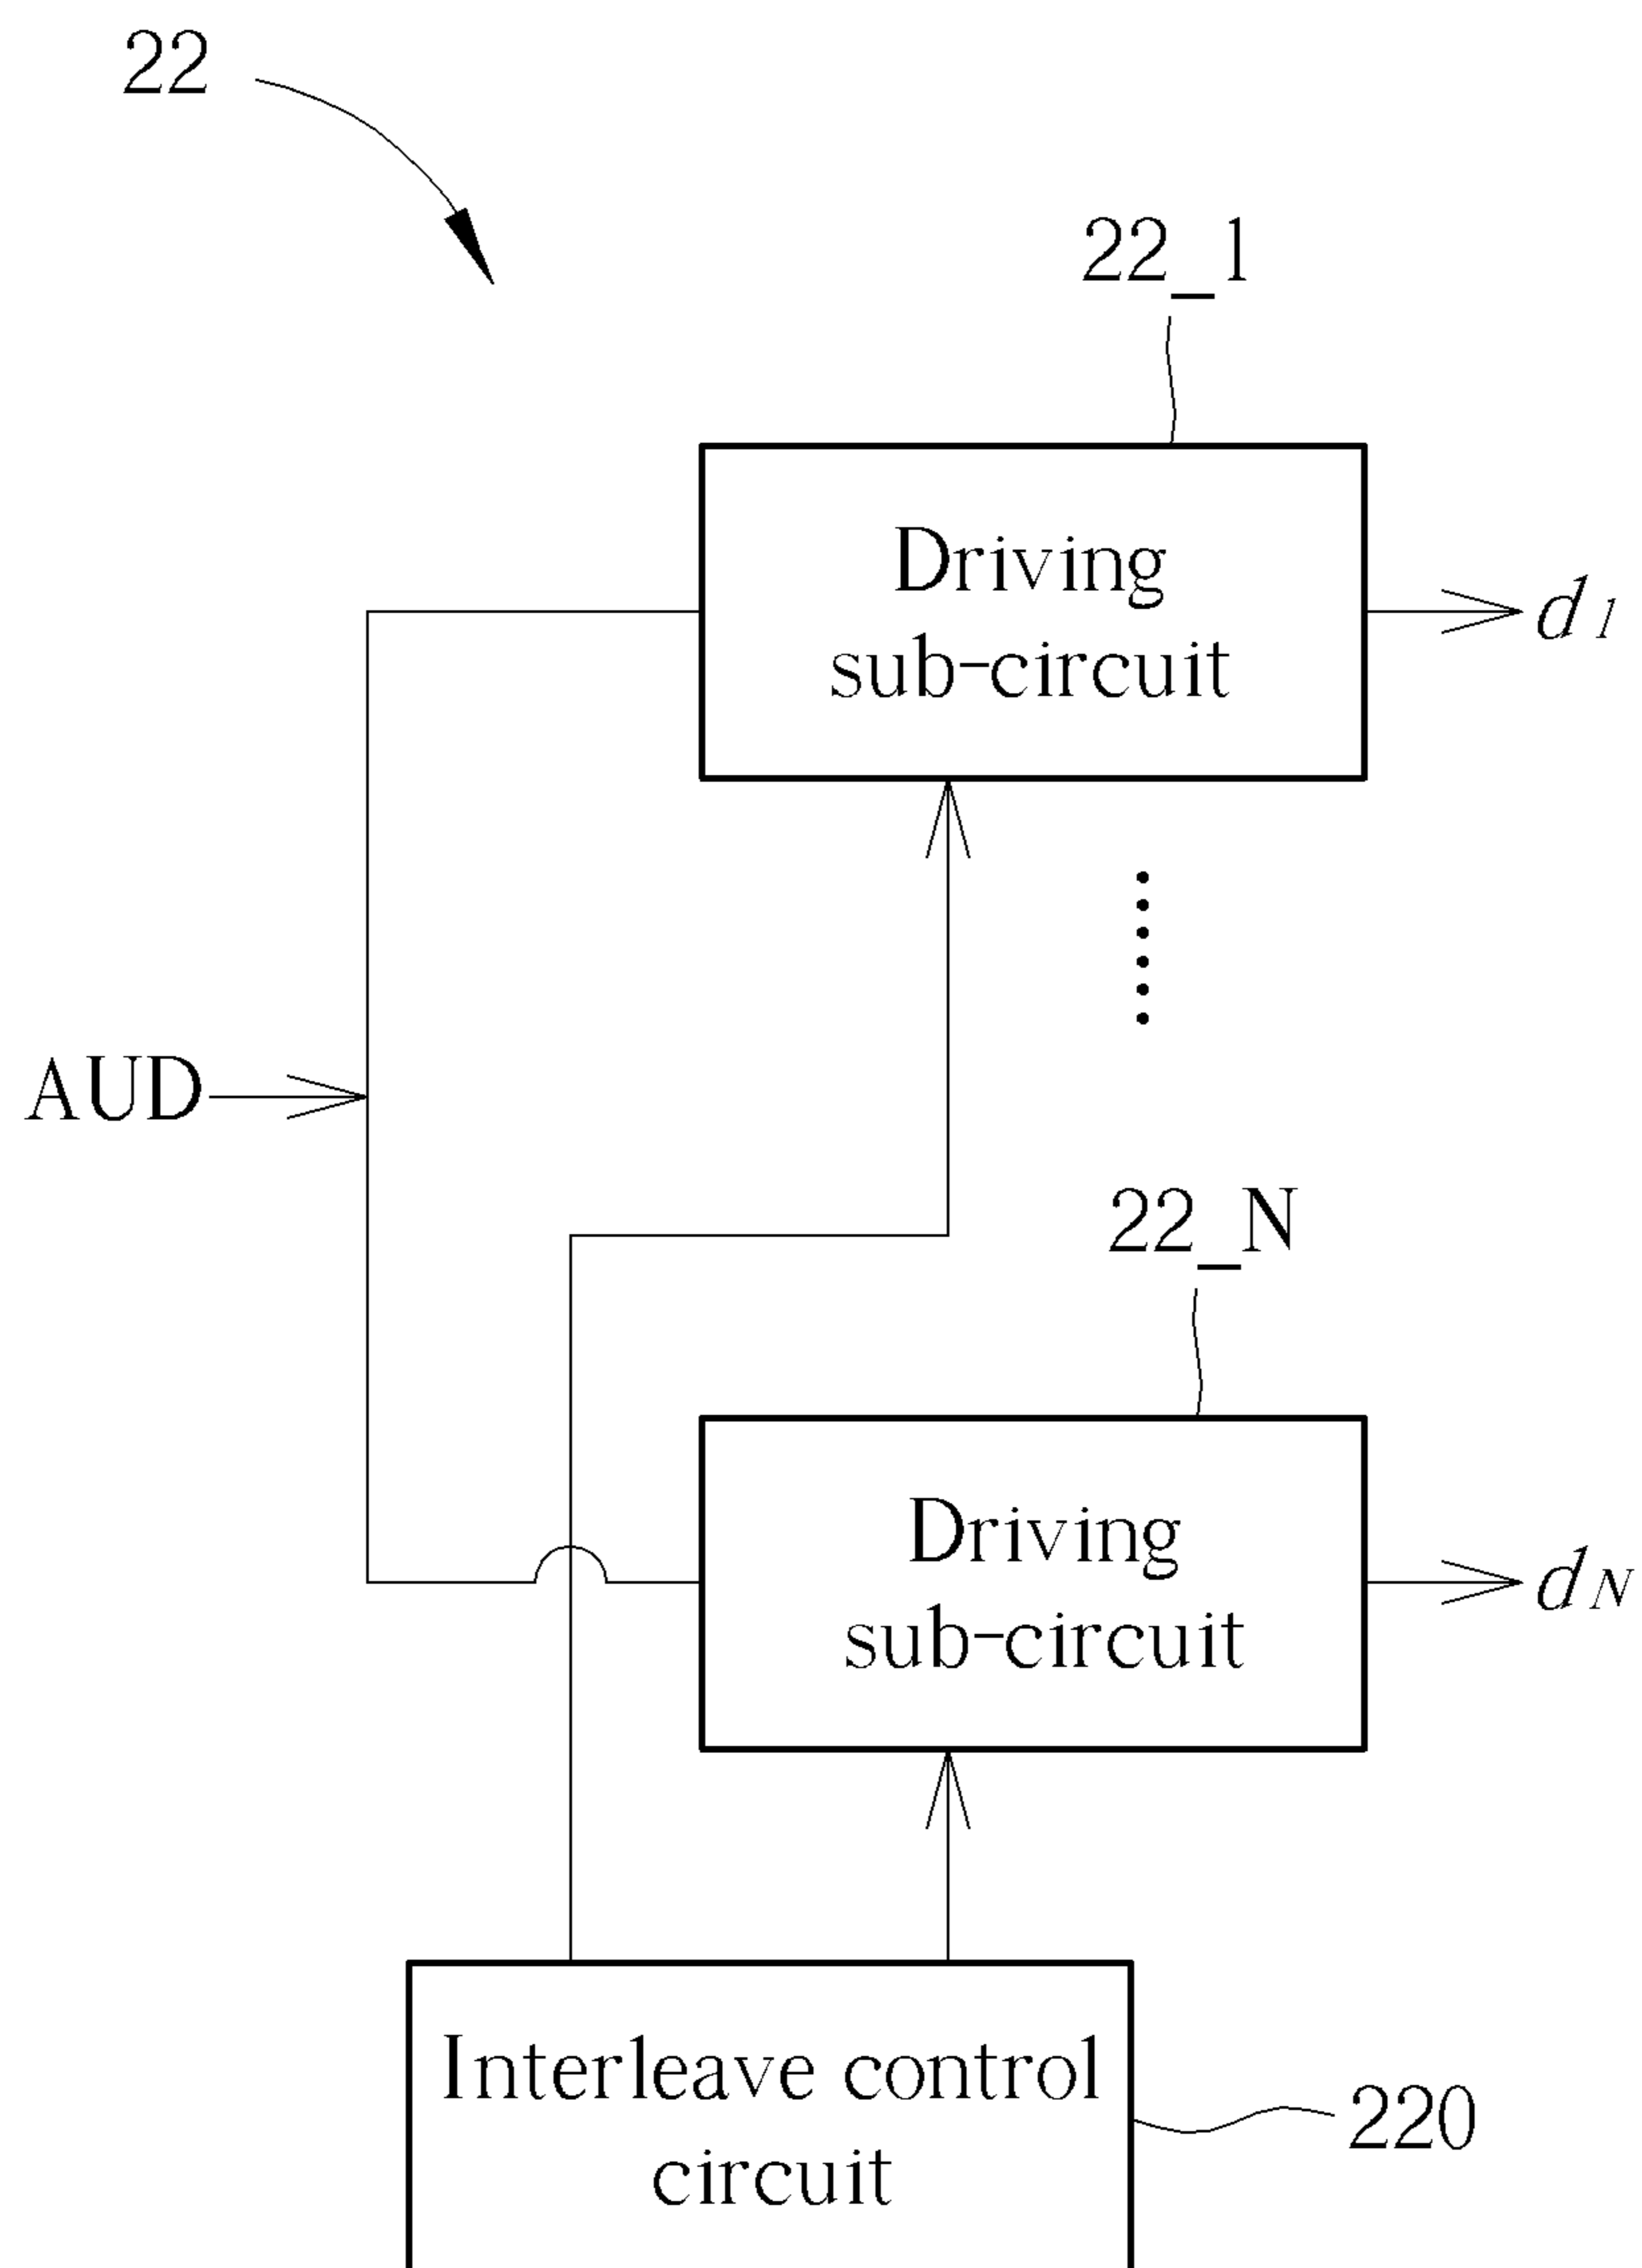 22
22_1
Driving
sub-circuit
d1
AUD
22_N
Driving
sub-circuit
dN
Interleave control
circuit
220